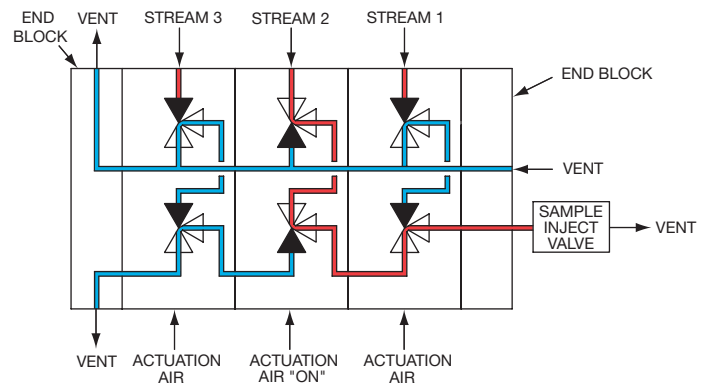 END
BLOCK
VENT
STREAM 3
STREAM 2
STREAM 1
END BLOCK
VENT
SAMPLE
INJECT
VALVE
VENT
VENT
ACTUATION
AIR
ACTUATION
AIR "ON"
ACTUATION
AIR